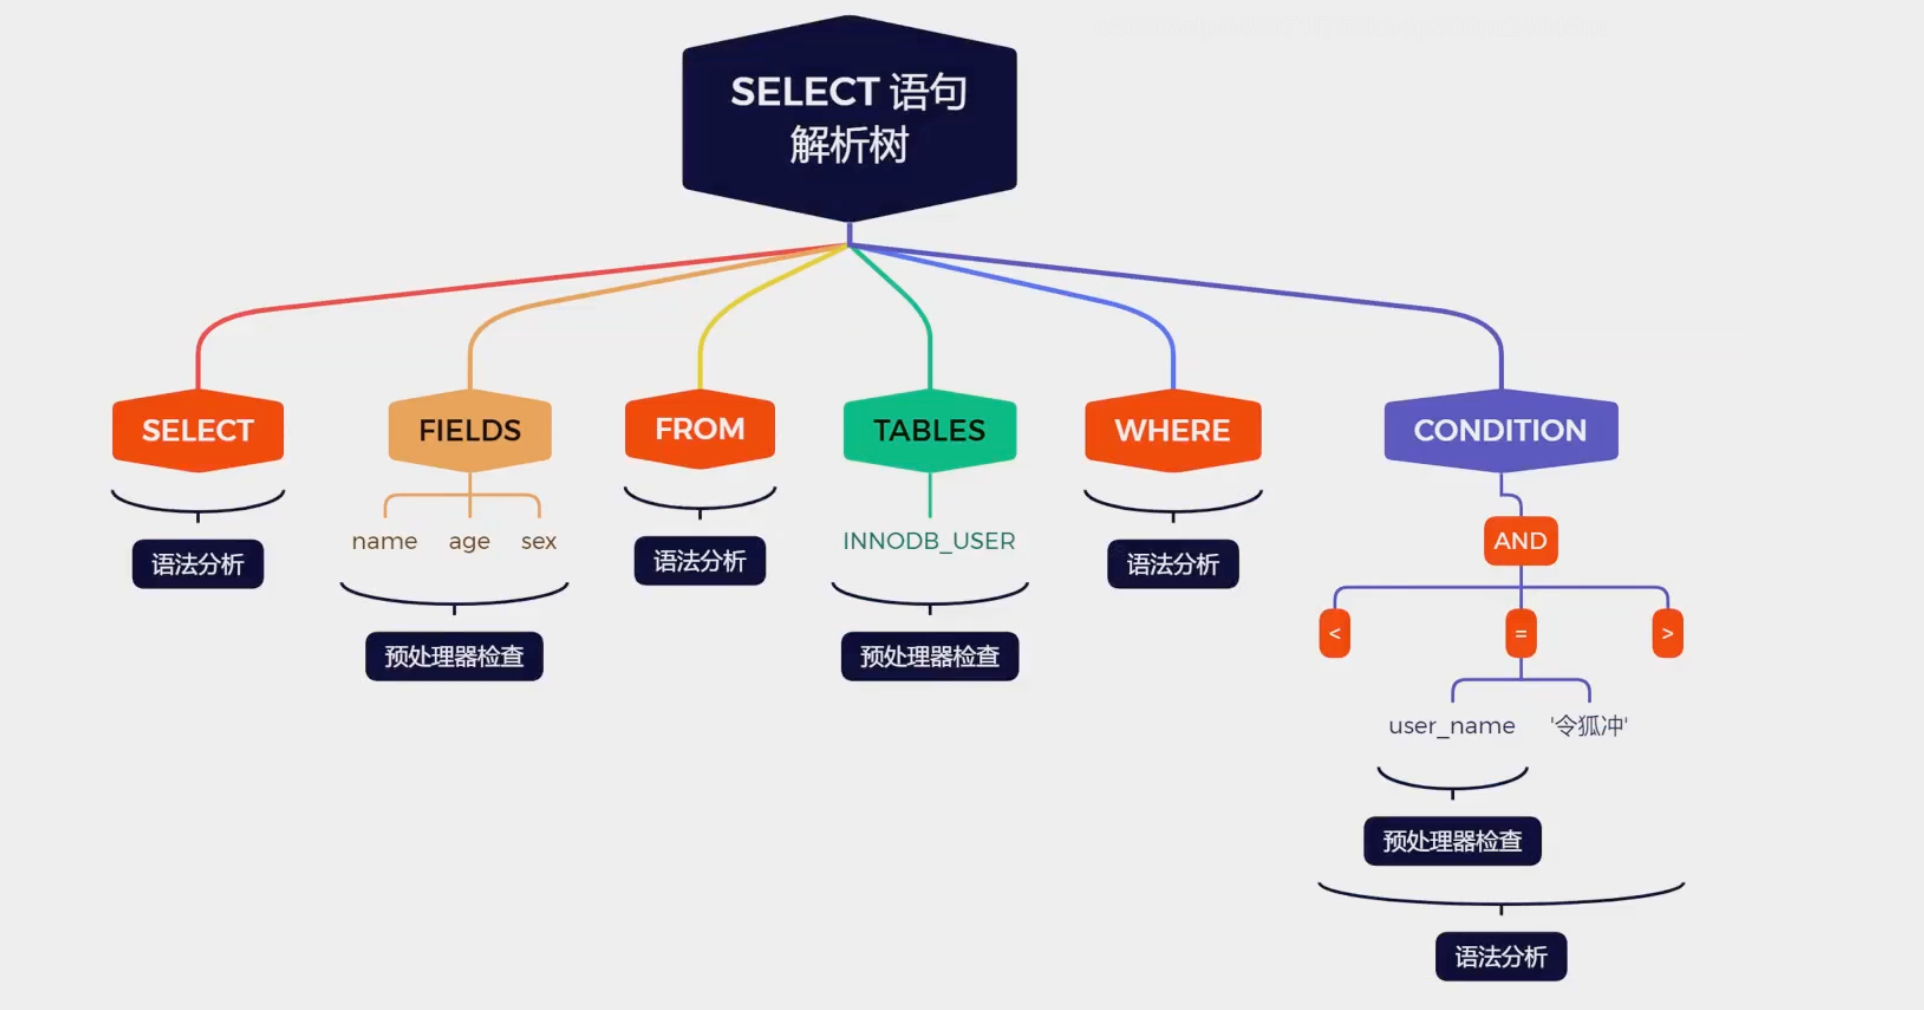 SELECT 语句
解析树
SELECT
FIELDS
FROM
TABLES
WHERE
CONDITION
语法分析
name age sex
预处理器检查
语法分析
INNODB_USER
预处理器检查
语法分析
AND
< = >
user_name '令狐冲'
预处理器检查
语法分析